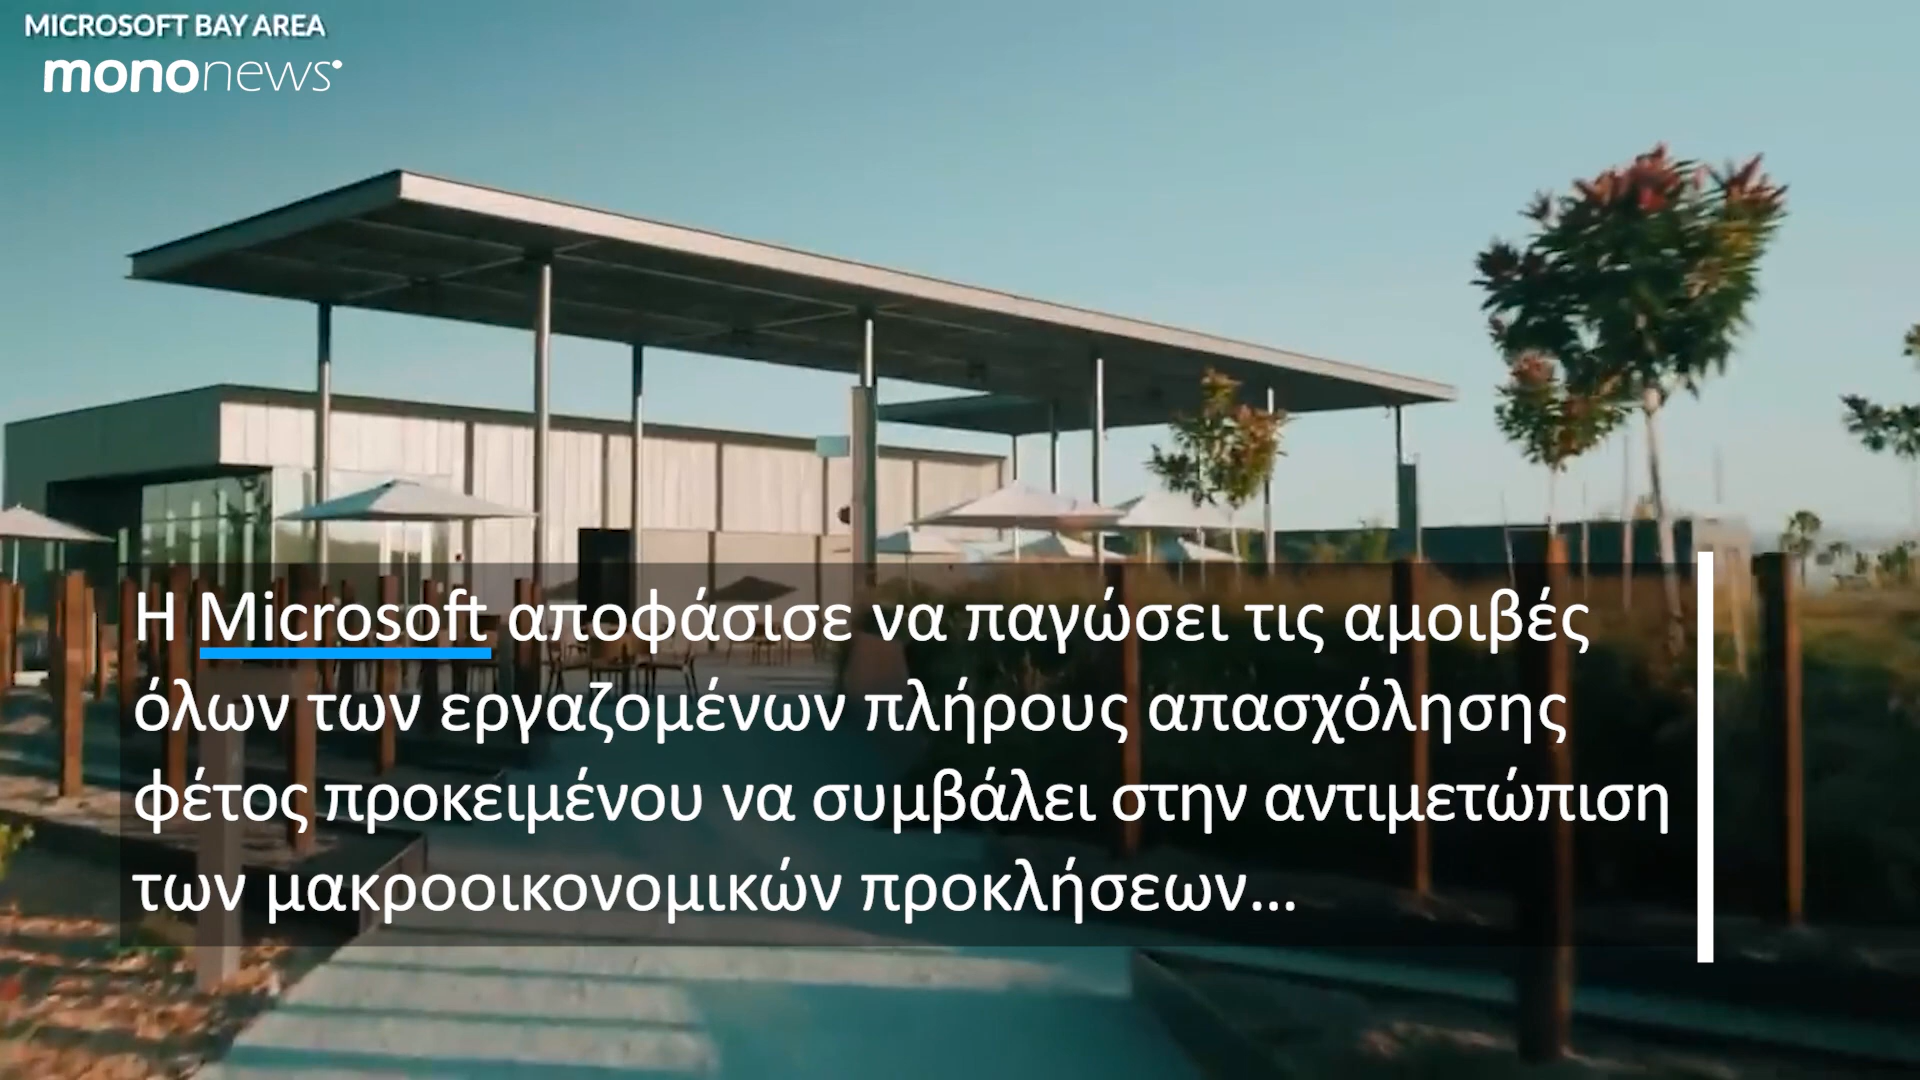 MICROSOFT BAY AREA
mononews
Η Microsoft αποφάσισε να παγώσει τις αμοιβές
όλων των εργαζομένων πλήρους απασχόλησης
φέτος προκειμένου να συμβάλει στην αντιμετώπιση
των μακροοικονομικών προκλήσεων...